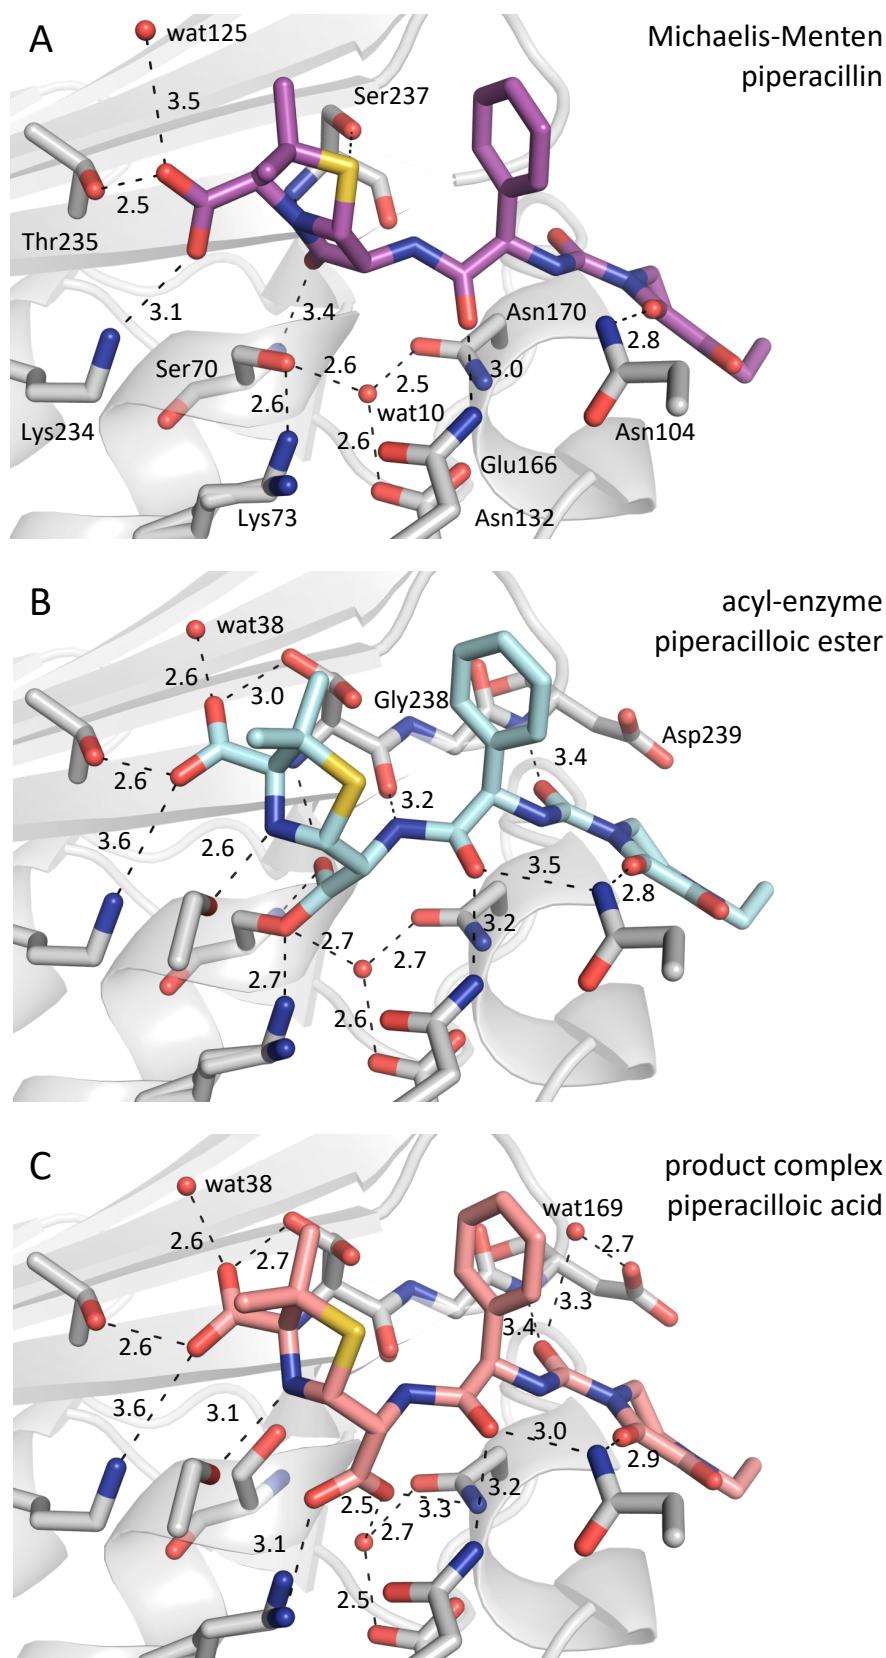 A
wat125
Michaelis-Menten
piperacillin
3.5
Ser237
2.5
Thr235
3.1
3.4
Asn170
2.8
Ser70
2.6
2.5
3.0
2.6
wat10
Lys234
2.6
Glu166
Asn104
Lys73
Asn132
B
wat38
acyl-enzyme
piperacilloic ester
2.6
3.0
Gly238
Asp239
2.6
3.4
3.2
3.6
2.6
3.5
2.8
2.7
2.7
3.2
2.7
2.6
C
wat38
product complex
piperacilloic acid
wat169
2.6
2.7
2.7
3.3
2.6
3.4
3.6
3.1
3.0
2.9
2.5
3.3
3.2
2.7
3.1
2.5